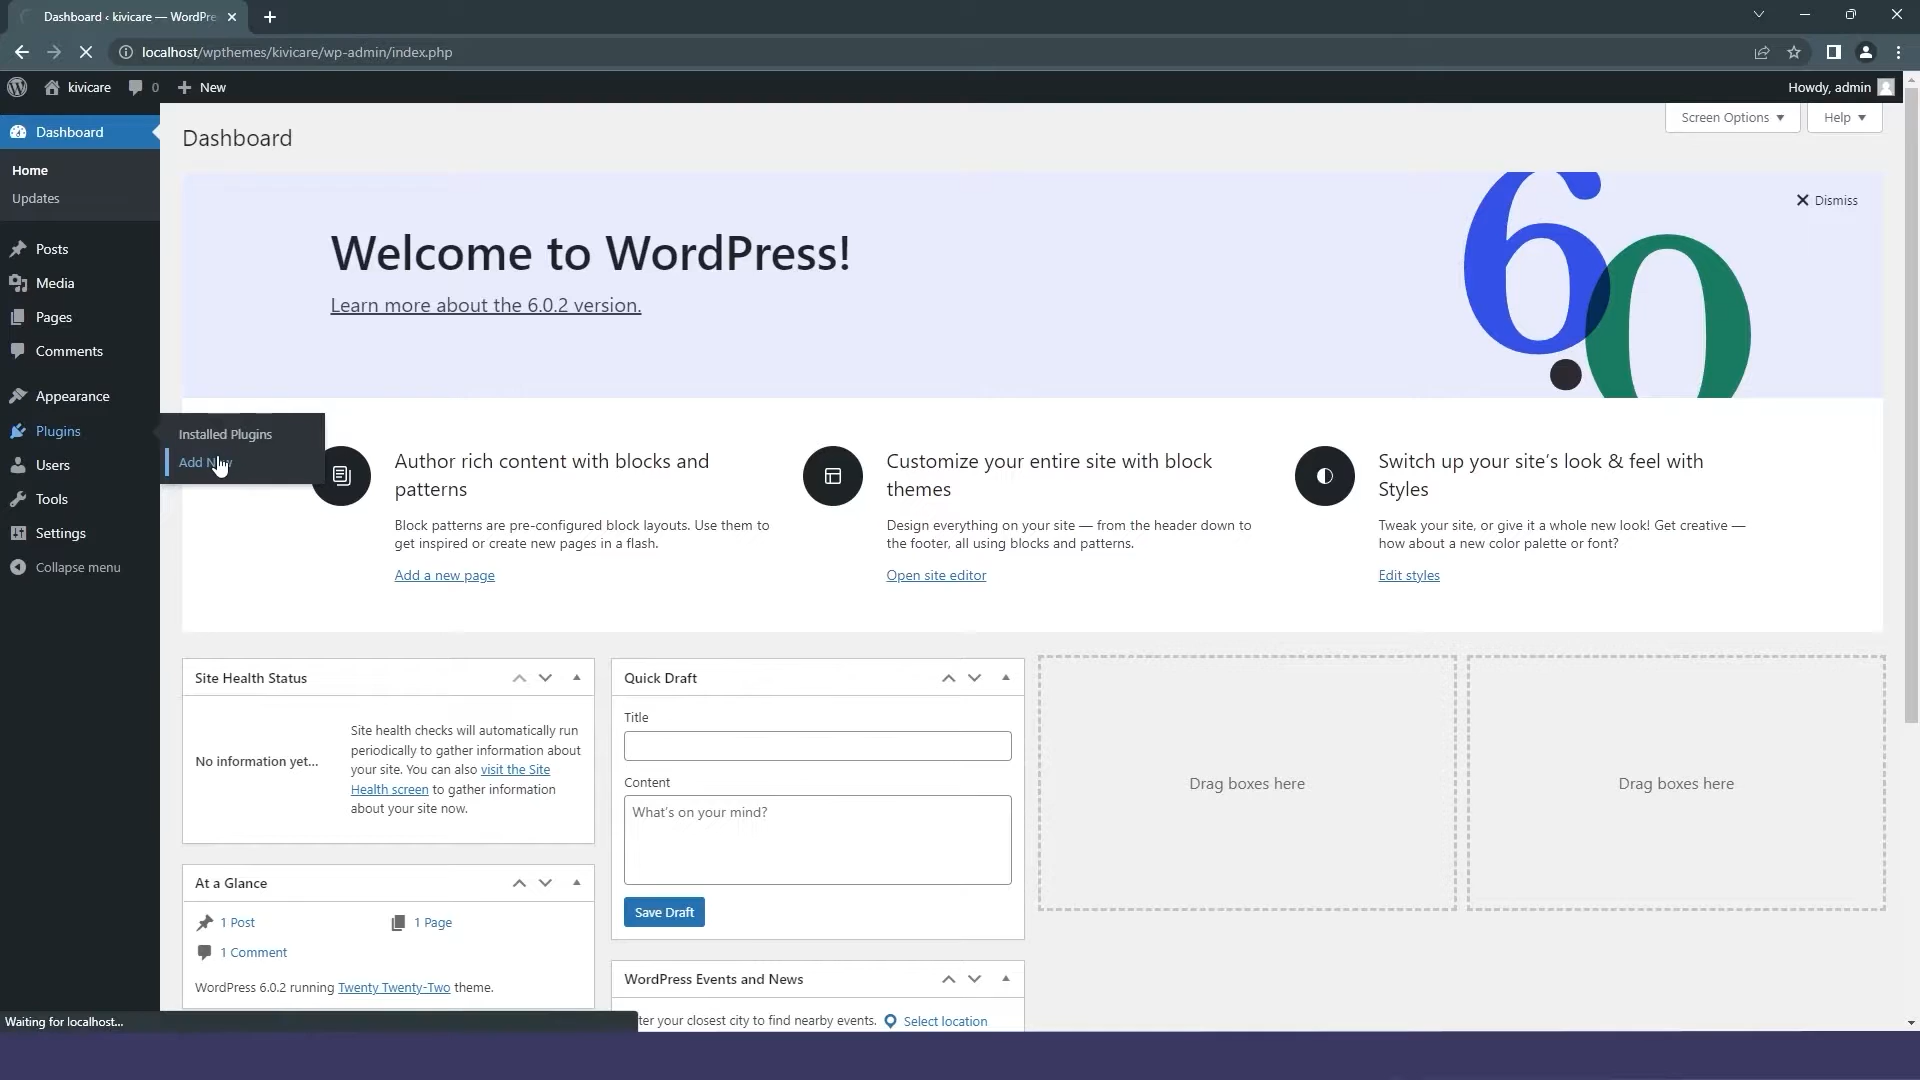 Dashboard ‹ kivicare — WordPre
localhost/wpthemes/kivicare/wp-admin/index.php
kivicare
0
New
Howdy, admin
Dashboard
Home
Updates
Posts
Media
Pages
Comments
Appearance
Plugins
Users
Tools
Settings
Collapse menu
Installed Plugins
Add New
Dashboard
Screen Options
Help
Dismiss
Welcome to WordPress!
Learn more about the 6.0.2 version.
60
Author rich content with blocks and
patterns
Block patterns are pre-configured block layouts. Use them to
get inspired or create new pages in a flash.
Add a new page
Customize your entire site with block
themes
Design everything on your site — from the header down to
the footer, all using blocks and patterns.
Open site editor
Switch up your site’s look & feel with
Styles
Tweak your site, or give it a whole new look! Get creative —
how about a new color palette or font?
Edit styles
Site Health Status
No information yet...
Site health checks will automatically run
periodically to gather information about
your site. You can also visit the Site
Health screen to gather information
about your site now.
At a Glance
1 Post
1 Page
1 Comment
WordPress 6.0.2 running Twenty Twenty-Two theme.
Quick Draft
Title
Content
What’s on your mind?
Save Draft
WordPress Events and News
ter your closest city to find nearby events.
Select location
Drag boxes here
Drag boxes here
Waiting for localhost...